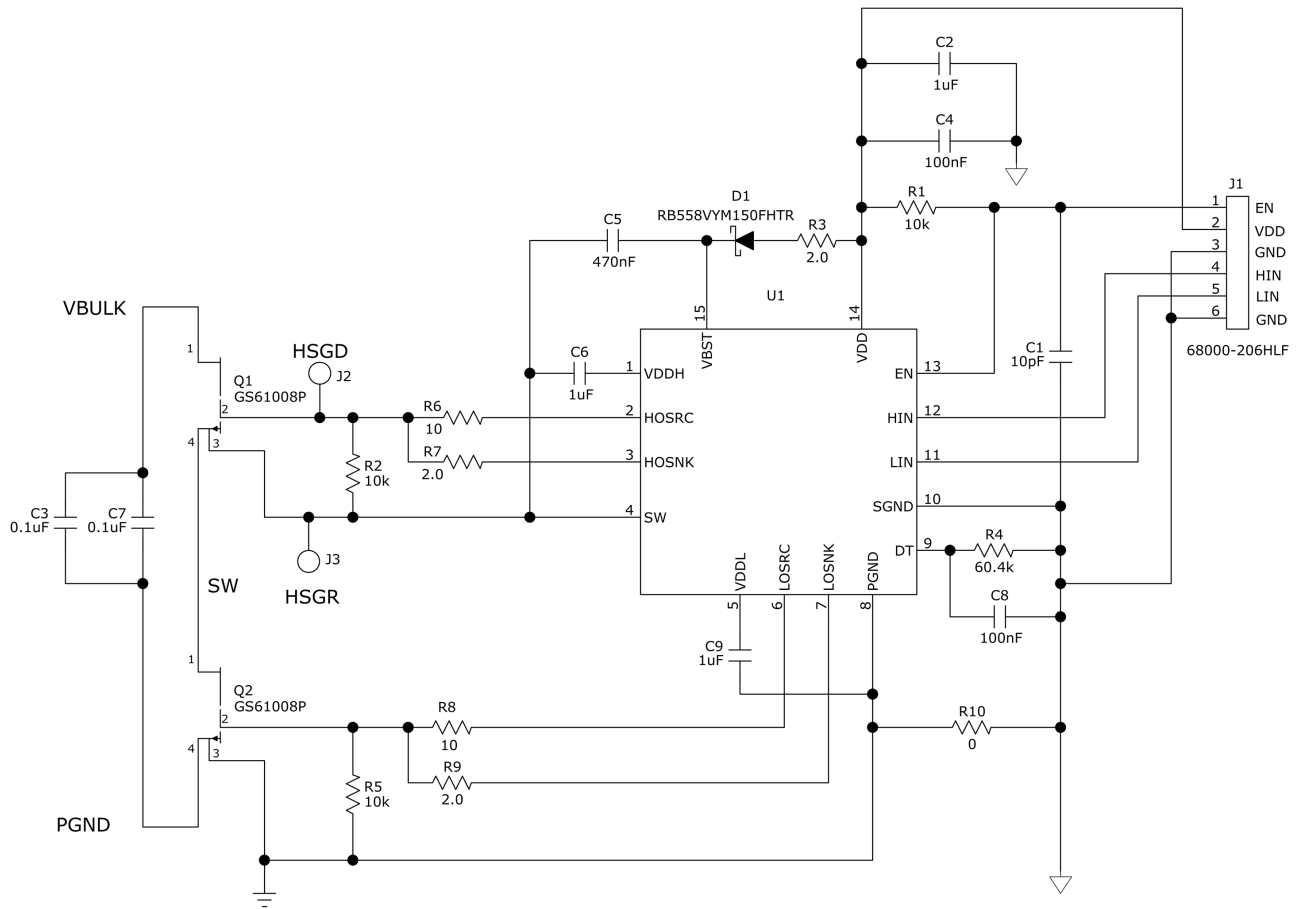 C2
1uF
C4
100nF
J1
R1
10k
1
EN
2
VDD
3
GND
4
HIN
5
LIN
6
GND
68000-206HLF
D1
RB558VYM150FHTR
R3
2.0
C5
470nF
U1
15
VBST
14
VDD
VBULK
1
Q1
GS61008P
2
4
3
HSGD
J2
C6
1uF
1
VDDH
EN
13
C1
10pF
R6
10
2
HOSRC
HIN
12
R7
2.0
3
HOSNK
LIN
11
R2
10k
4
SW
SGND
10
C3
0.1uF
C7
0.1uF
J3
HSGR
SW
DT
9
R4
60.4k
C8
100nF
VDDL
LOSRC
LOSNK
PGND
5
6
7
8
C9
1uF
1
Q2
GS61008P
2
4
3
R8
10
R10
0
R9
2.0
R5
10k
PGND